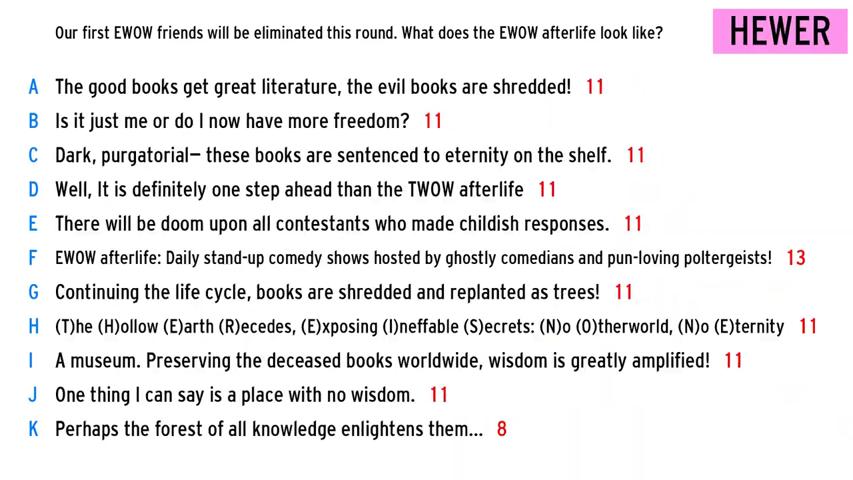 Our first EWOW friends will be eliminated this round. What does the EWOW afterlife look like?
HEWER
A The good books get great literature, the evil books are shredded! 11
B Is it just me or do I now have more freedom? 11
C Dark, purgatorial– these books are sentenced to eternity on the shelf. 11
D Well, It is definitely one step ahead than the TWOW afterlife 11
E There will be doom upon all contestants who made childish responses. 11
F EWOW afterlife: Daily stand-up comedy shows hosted by ghostly comedians and pun-loving poltergeists! 13
G Continuing the life cycle, books are shredded and replanted as trees! 11
H (T)he (H)ollow (E)arth (R)ecedes, (E)xposing (I)neffable (S)ecrets: (N)o (O)therworld, (N)o (E)ternity 11
I A museum. Preserving the deceased books worldwide, wisdom is greatly amplified! 11
J One thing I can say is a place with no wisdom. 11
K Perhaps the forest of all knowledge enlightens them... 8